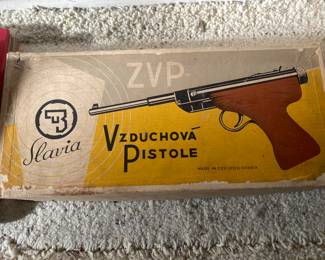 ZVP
Slavia
VZDUCHOVÁ
PISTOLE
MADE IN CZECHOSLOVAKIA